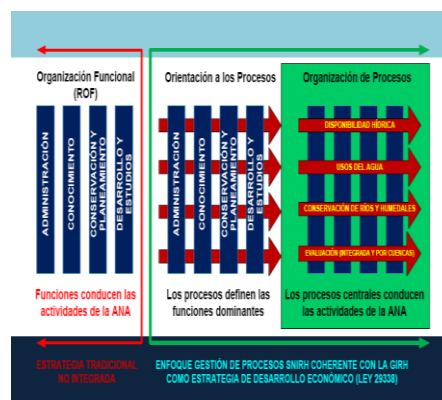 Organización Funcional
(ROF)
ADMINISTRACIÓN
CONOCIMIENTO
CONSERVACIÓN Y
PLANEAMIENTO
DESARROLLO Y
ESTUDIOS
Funciones conducen las
actividades de la ANA
Orientación a los Procesos
ADMINISTRACIÓN
CONOCIMIENTO
CONSERVACIÓN Y
PLANEAMIENTO
DESARROLLO Y
ESTUDIOS
Los procesos definen las
funciones dominantes
Organización de Procesos
DISPONIBILIDAD HÍDRICA
USOS DEL AGUA
CONSERVACIÓN DE RÍOS Y HUMEDALES
EVALUACIÓN (INTEGRADA Y POR CUENCAS)
Los procesos centrales conducen
las actividades de la ANA
ESTRATEGIA TRADICIONAL
NO INTEGRADA
ENFOQUE GESTIÓN DE PROCESOS SNIRH COHERENTE CON LA GIRH
COMO ESTRATEGIA DE DESARROLLO ECONÓMICO (LEY 29338)